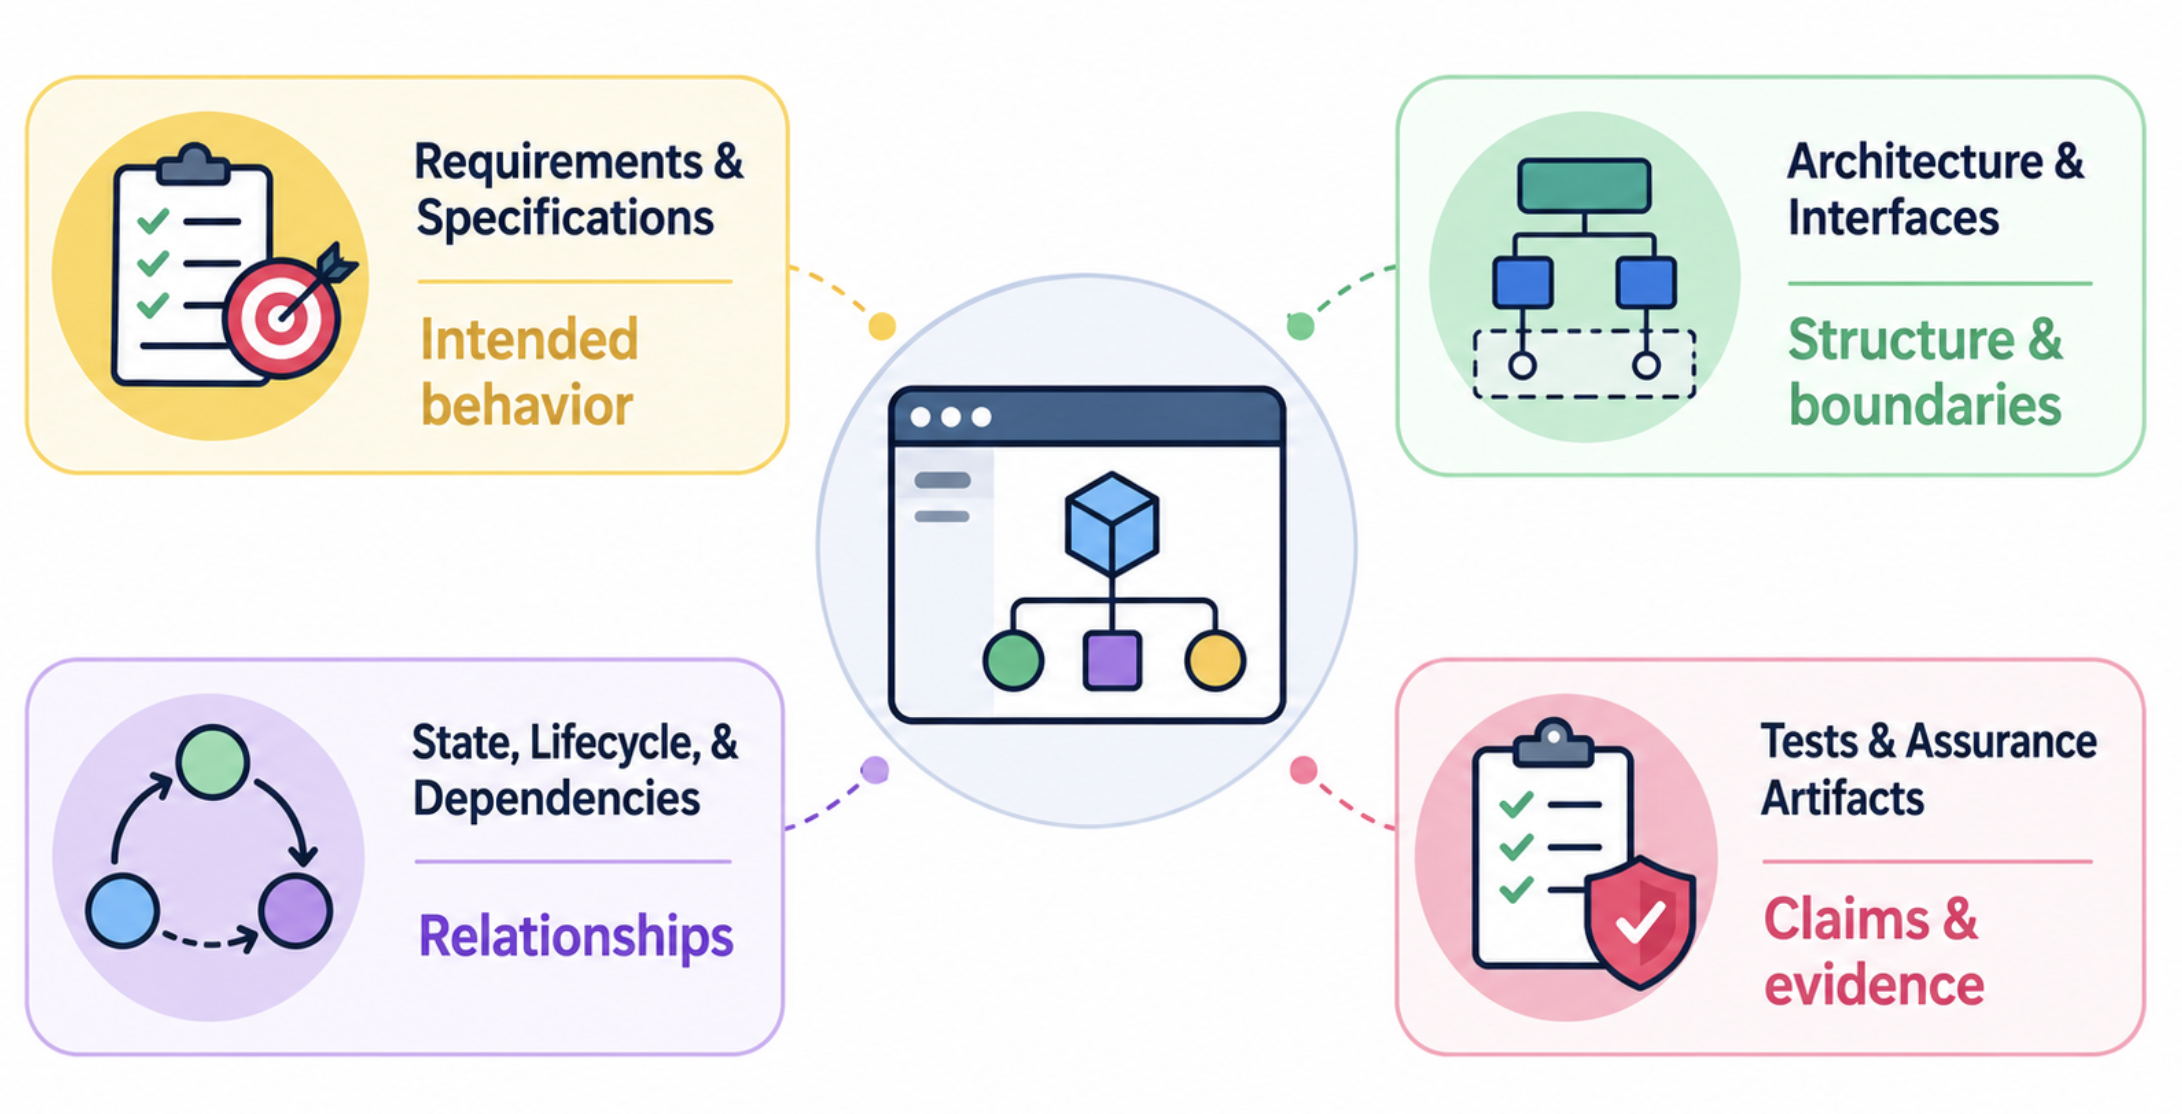 Requirements &
Specifications
Intended
behavior
Architecture &
Interfaces
Structure &
boundaries
State, Lifecycle, &
Dependencies
Relationships
Tests & Assurance
Artifacts
Claims &
evidence